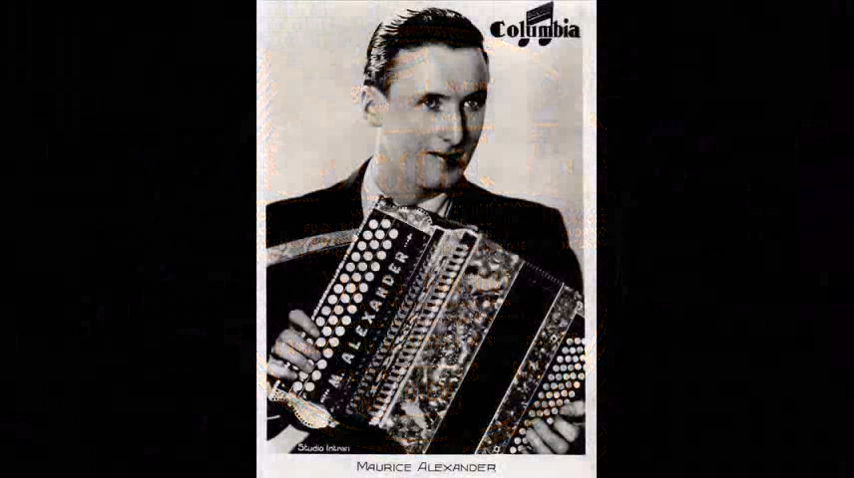 Columbia
M. ALEXANDER
Studio Intran
MAURICE ALEXANDER